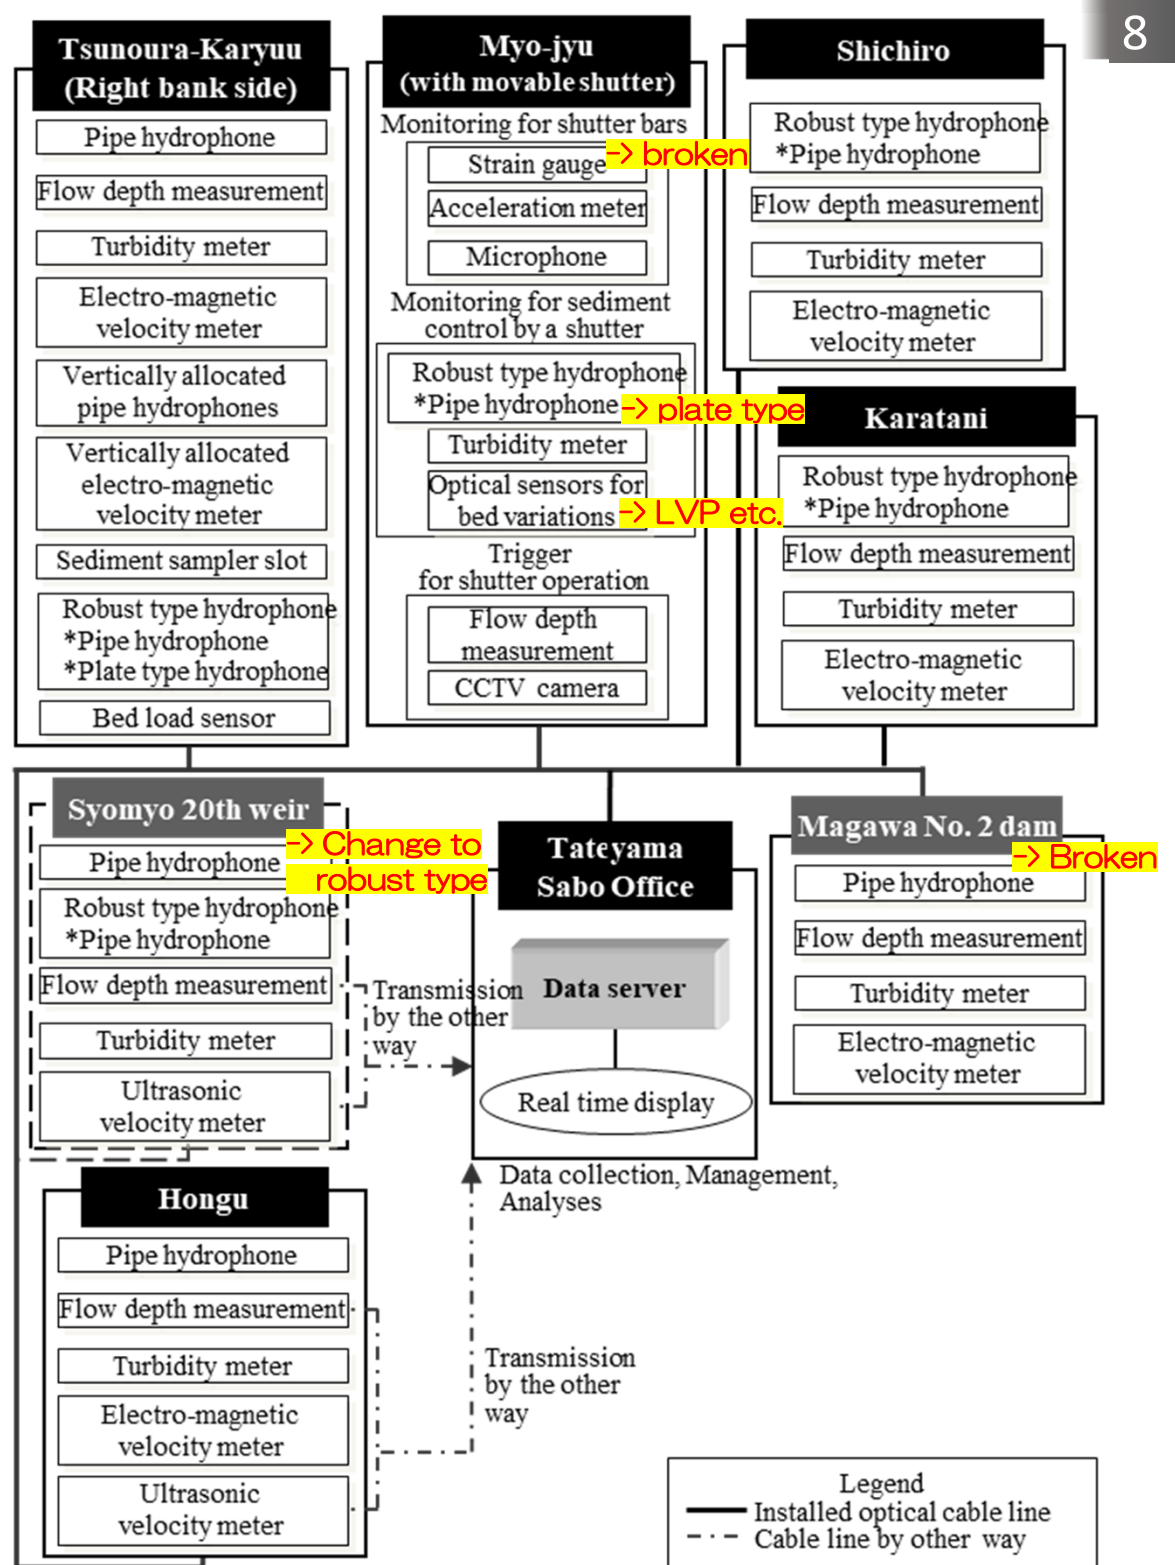 8
Tsunoura-Karyuu
(Right bank side)
Pipe hydrophone
Flow depth measurement
Turbidity meter
Electro-magnetic
velocity meter
Vertically allocated
pipe hydrophones
Vertically allocated
electro-magnetic
velocity meter
Sediment sampler slot
Robust type hydrophone
*Pipe hydrophone
*Plate type hydrophone
Bed load sensor
Myo-jyu
(with movable shutter)
Monitoring for shutter bars
Strain gauge
-> broken
Acceleration meter
Microphone
Monitoring for sediment
control by a shutter
Robust type hydrophone
*Pipe hydrophone
-> plate type
Turbidity meter
Optical sensors for
bed variations
-> LVP etc.
Trigger
for shutter operation
Flow depth
measurement
CCTV camera
Shichiro
Robust type hydrophone
*Pipe hydrophone
Flow depth measurement
Turbidity meter
Electro-magnetic
velocity meter
Karatani
Robust type hydrophone
*Pipe hydrophone
Flow depth measurement
Turbidity meter
Electro-magnetic
velocity meter
Syomyo 20th weir
Pipe hydrophone
-> Change to
robust type
Robust type hydrophone
*Pipe hydrophone
Flow depth measurement
Turbidity meter
Ultrasonic
velocity meter
Transmission
by the other
way
Tateyama
Sabo Office
Data server
Real time display
Data collection, Management,
Analyses
Magawa No. 2 dam
-> Broken
Pipe hydrophone
Flow depth measurement
Turbidity meter
Electro-magnetic
velocity meter
Hongu
Pipe hydrophone
Flow depth measurement
Turbidity meter
Electro-magnetic
velocity meter
Ultrasonic
velocity meter
Transmission
by the other
way
Legend
Installed optical cable line
Cable line by other way